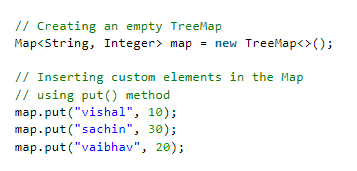 // Creating an empty TreeMap
Map<String, Integer> map = new TreeMap<>();
// Inserting custom elements in the Map
// using put() method
map.put("vishal", 10);
map.put("sachin", 30);
map.put("vaibhav", 20);